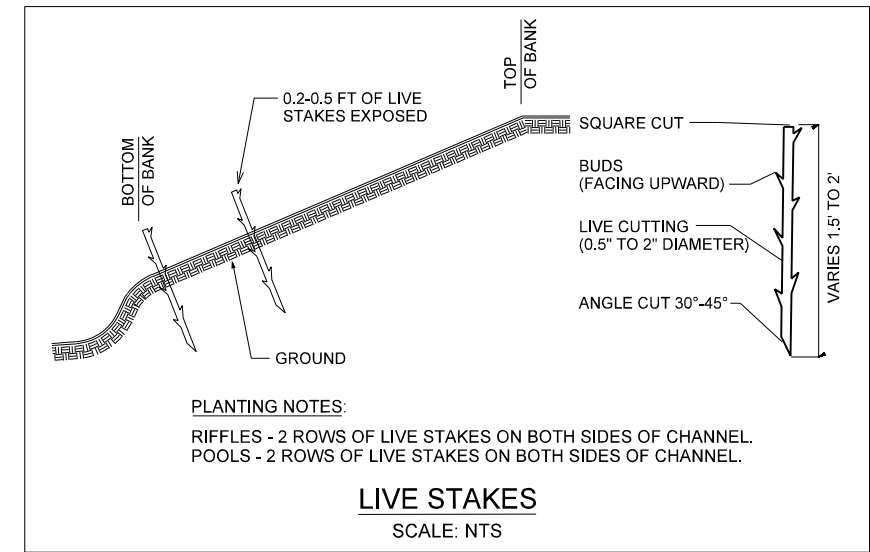 0.2-0.5 FT OF LIVE
STAKES EXPOSED
BOTTOM
OF BANK
TOP
OF BANK
GROUND
SQUARE CUT
BUDS
(FACING UPWARD)
LIVE CUTTING
(0.5" TO 2" DIAMETER)
ANGLE CUT 30°-45°
VARIES 1.5' TO 2'
PLANTING NOTES:
RIFFLES - 2 ROWS OF LIVE STAKES ON BOTH SIDES OF CHANNEL.
POOLS - 2 ROWS OF LIVE STAKES ON BOTH SIDES OF CHANNEL.
LIVE STAKES
SCALE: NTS